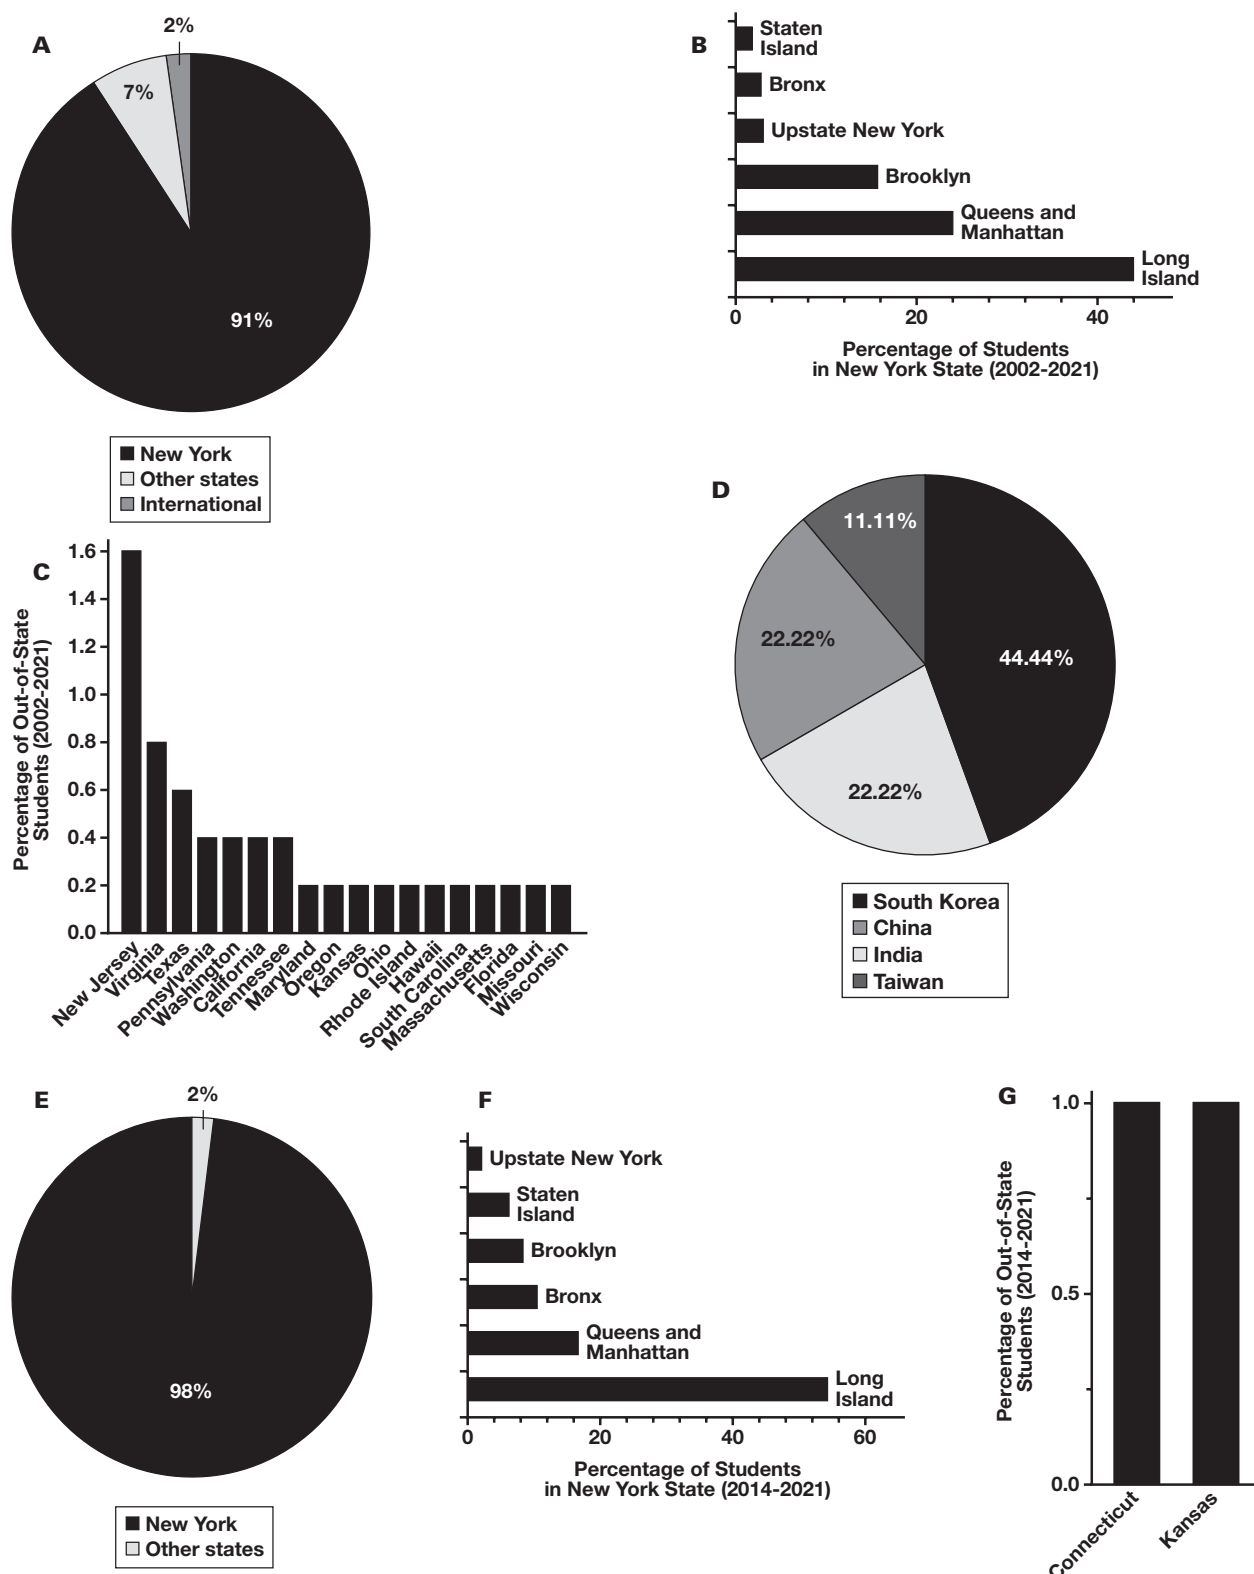 A
2%
7%
91%
New York
Other states
International
B
Staten
Island
Bronx
Upstate New York
Brooklyn
Queens and
Manhattan
Long
Island
0
20
40
Percentage of Students
in New York State (2002-2021)
C
Percentage of Out-of-State
Students (2002-2021)
1.6
1.4
1.2
1.0
0.8
0.6
0.4
0.2
0.0
New Jersey
Virginia
Texas
Pennsylvania
Washington
California
Tennessee
Maryland
Oregon
Kansas
Ohio
Rhode Island
Hawaii
South Carolina
Massachusetts
Florida
Missouri
Wisconsin
D
11.11%
22.22%
44.44%
22.22%
South Korea
China
India
Taiwan
E
2%
98%
New York
Other states
F
Upstate New York
Staten
Island
Brooklyn
Bronx
Queens and
Manhattan
Long
Island
0
20
40
60
Percentage of Students
in New York State (2014-2021)
G
Percentage of Out-of-State
Students (2014-2021)
1.0
0.5
0.0
Connecticut
Kansas